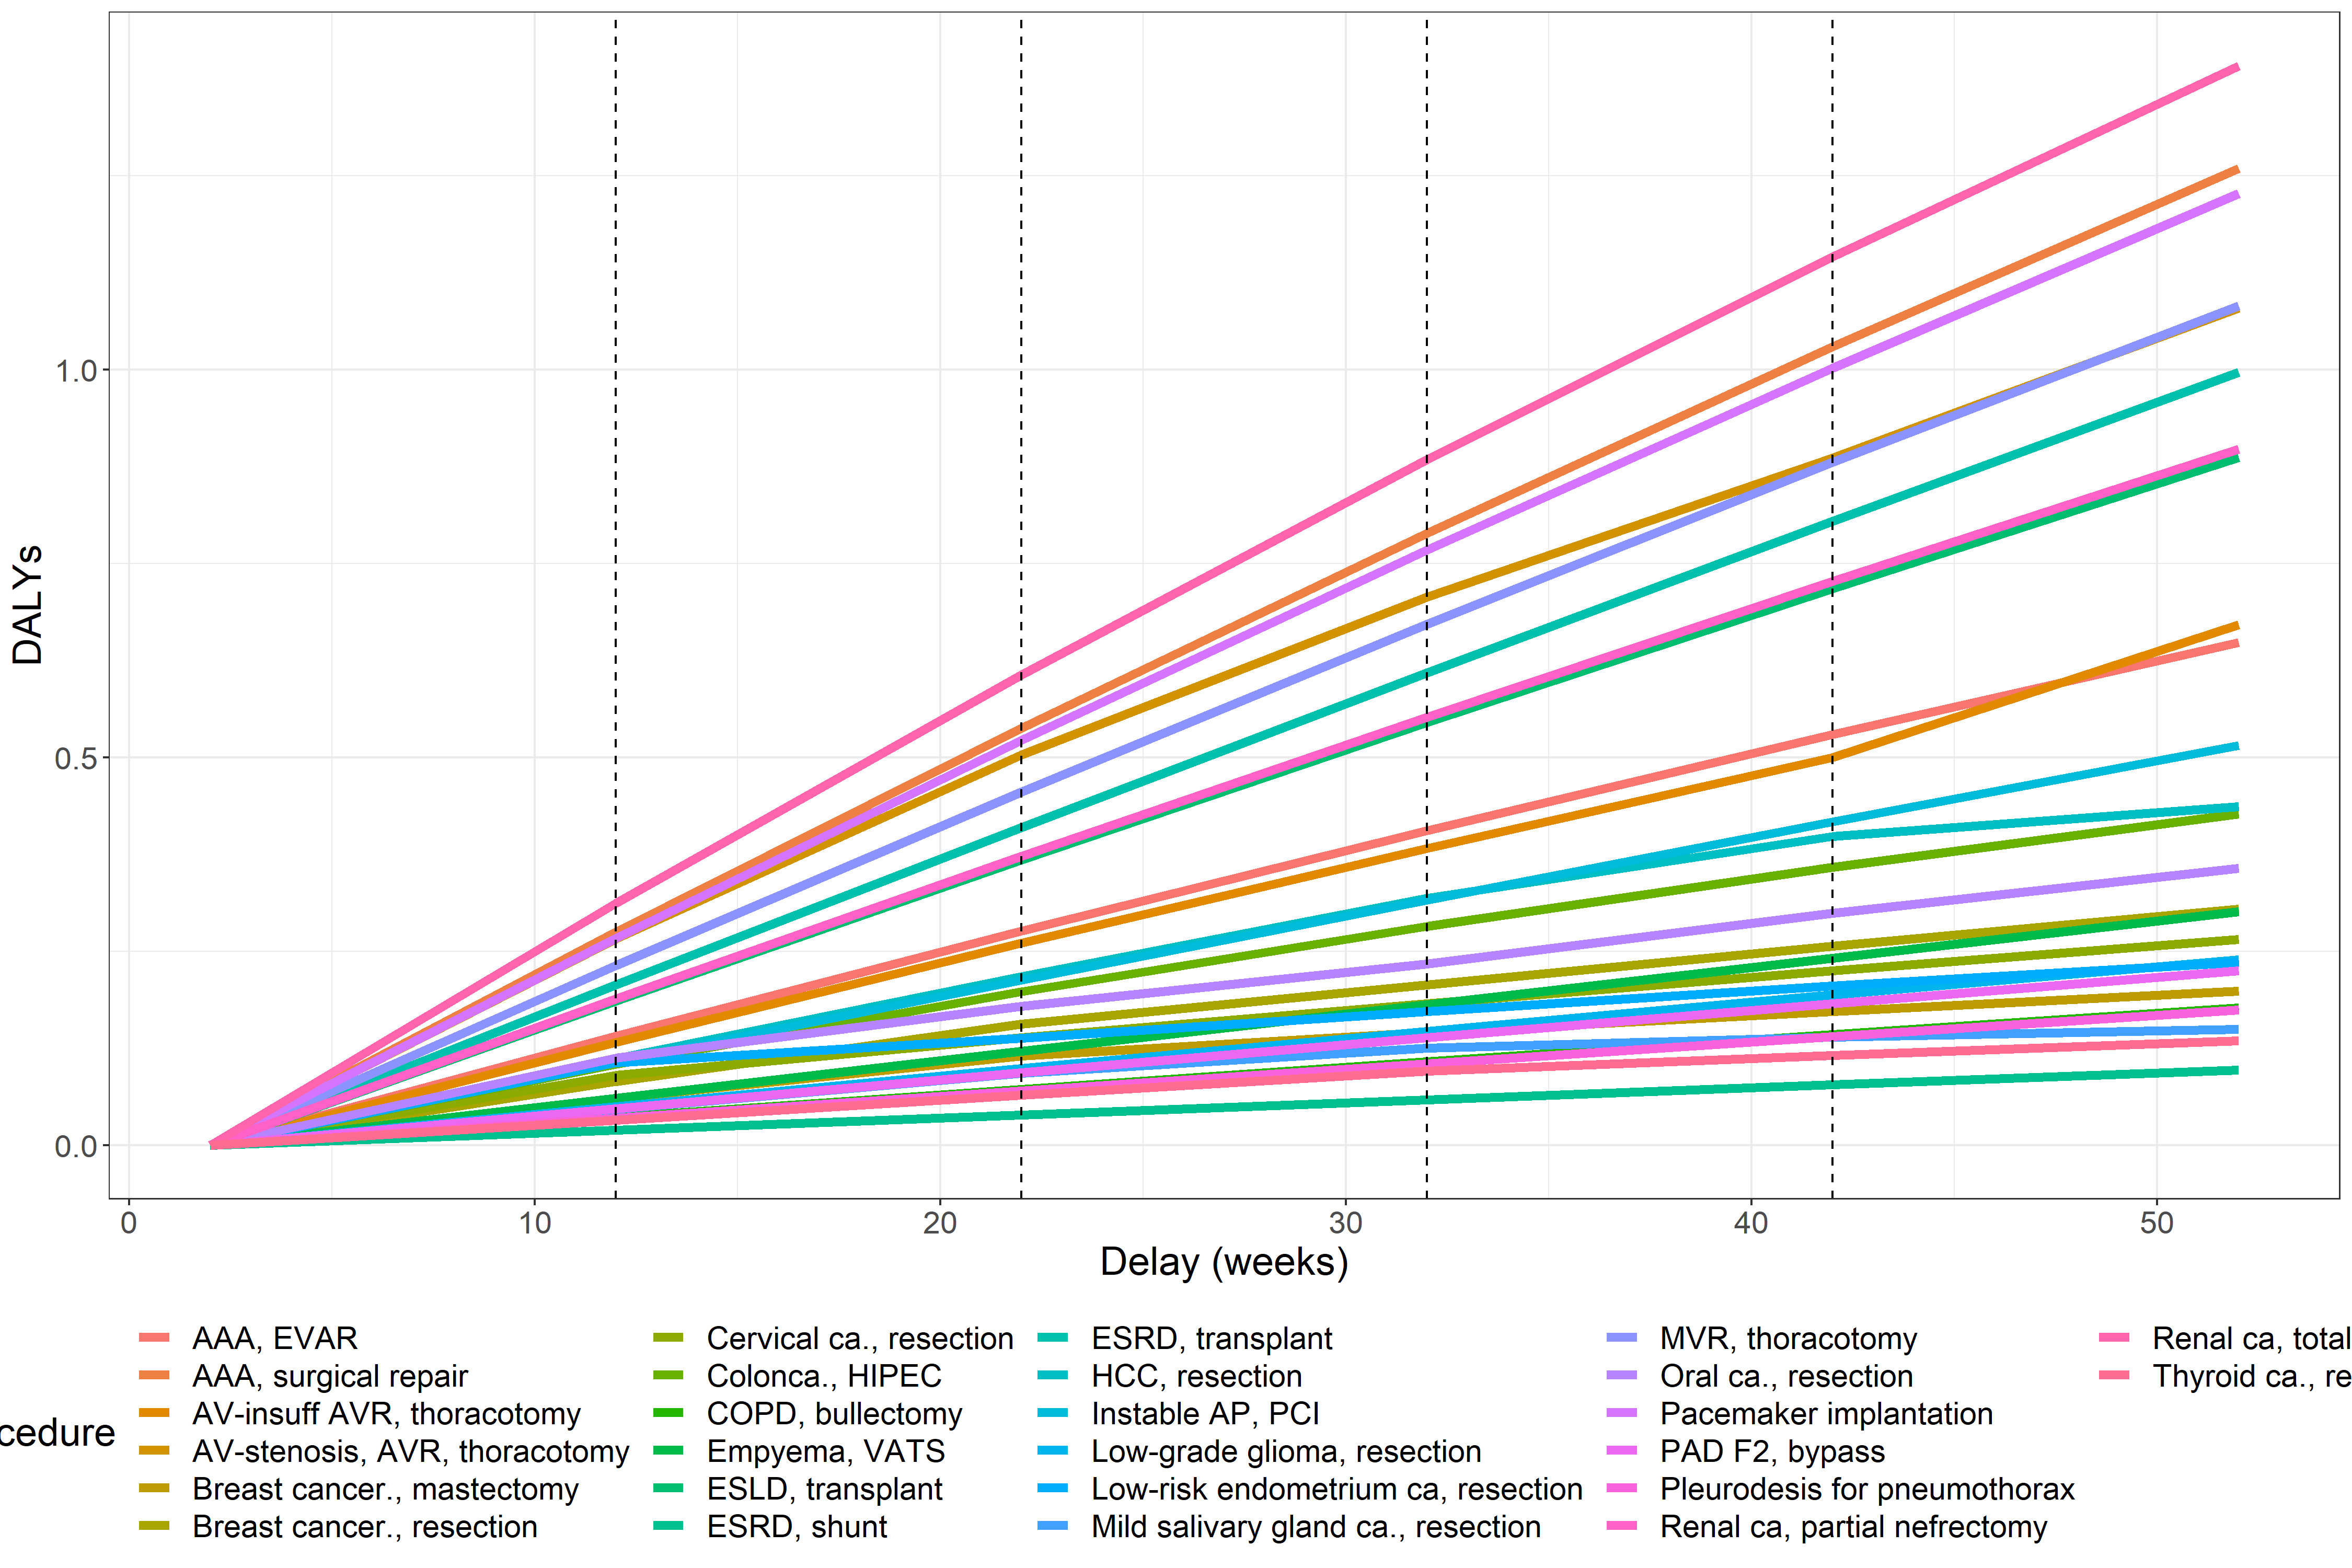 DALYs
1.0
0.5
0.0
0 10 20 30 40 50
Delay (weeks)
cedure
AAA, EVAR
AAA, surgical repair
AV-insuff AVR, thoracotomy
AV-stenosis, AVR, thoracotomy
Breast cancer., mastectomy
Breast cancer., resection
Cervical ca., resection
Colonca., HIPEC
COPD, bullectomy
Empyema, VATS
ESLD, transplant
ESRD, shunt
ESRD, transplant
HCC, resection
Instable AP, PCI
Low-grade glioma, resection
Low-risk endometrium ca, resection
Mild salivary gland ca., resection
MVR, thoracotomy
Oral ca., resection
Pacemaker implantation
PAD F2, bypass
Pleurodesis for pneumothorax
Renal ca, partial nefrectomy
Renal ca, total
Thyroid ca., re